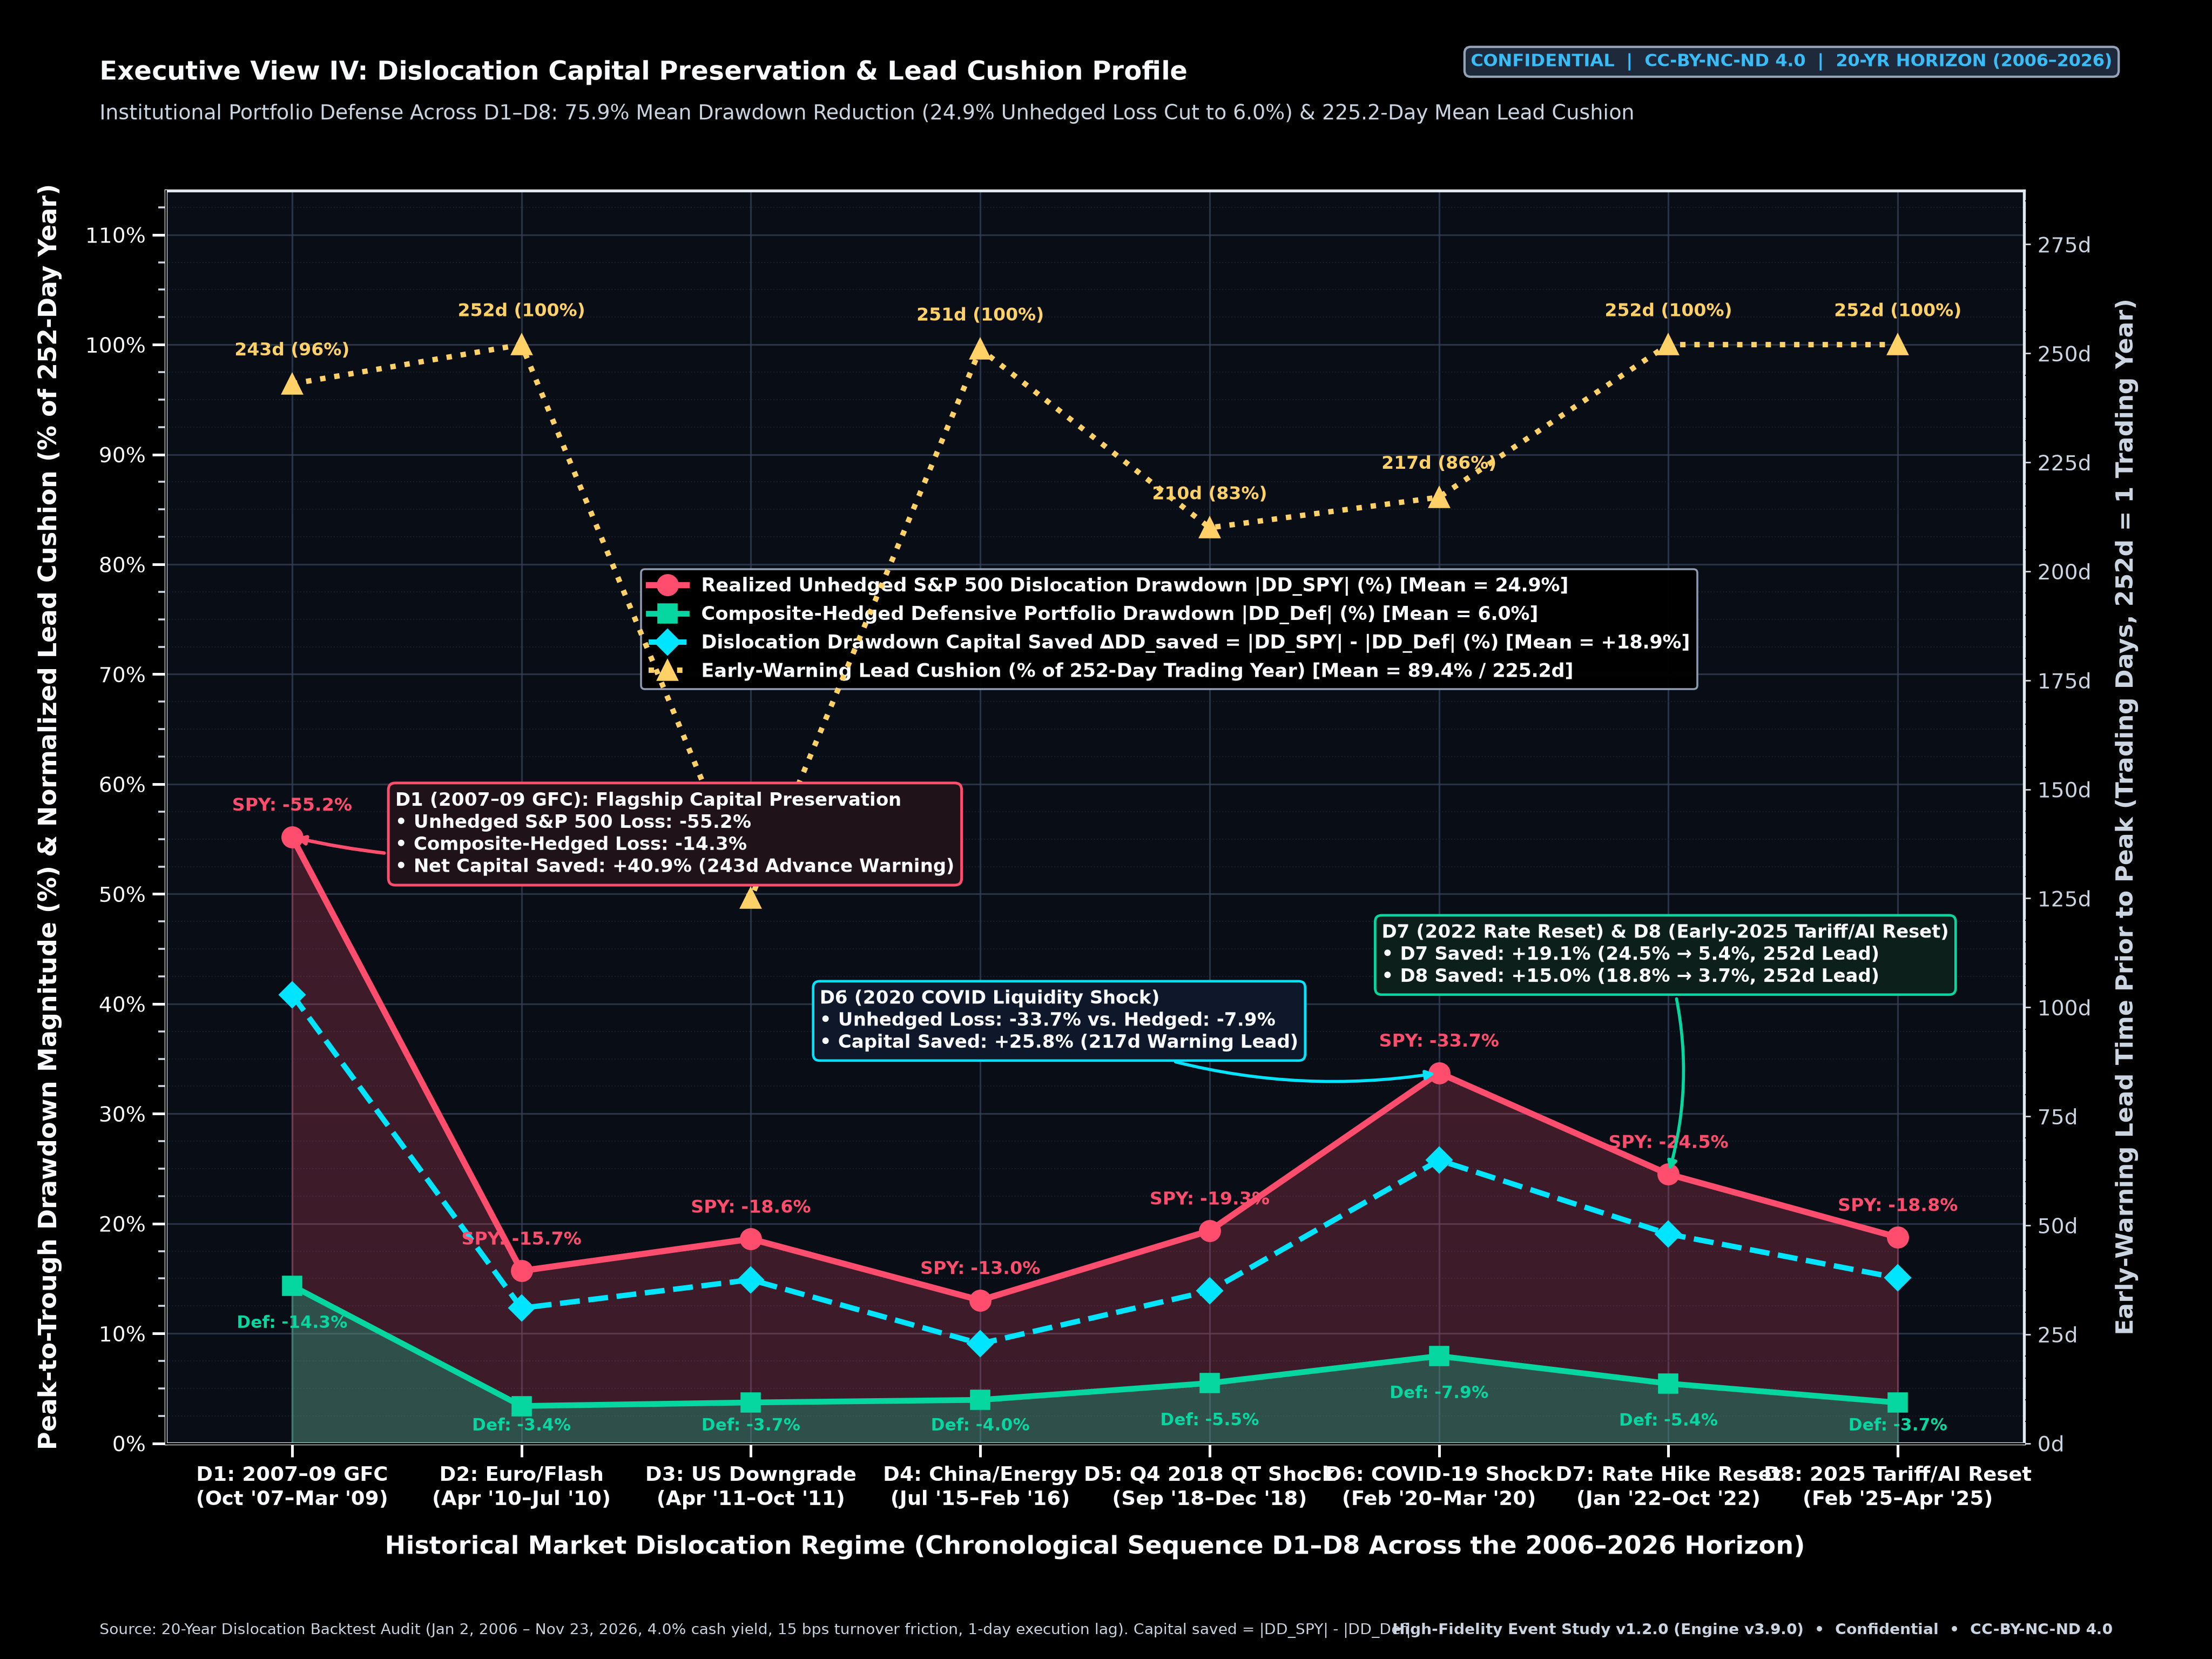 Executive View IV: Dislocation Capital Preservation & Lead Cushion Profile
CONFIDENTIAL | CC-BY-NC-ND 4.0 | 20-YR HORIZON (2006–2026)
Institutional Portfolio Defense Across D1–D8: 75.9% Mean Drawdown Reduction (24.9% Unhedged Loss Cut to 6.0%) & 225.2-Day Mean Lead Cushion
Peak-to-Trough Drawdown Magnitude (%) & Normalized Lead Cushion (% of 252-Day Year)
110%
100%
90%
80%
70%
60%
50%
40%
30%
20%
10%
0%
275d
250d
225d
200d
175d
150d
125d
100d
75d
50d
25d
0d
Early-Warning Lead Time Prior to Peak (Trading Days, 252d = 1 Trading Year)
243d (96%)
252d (100%)
251d (100%)
210d (83%)
217d (86%)
252d (100%)
252d (100%)
Realized Unhedged S&P 500 Dislocation Drawdown |DD_SPY| (%) [Mean = 24.9%]
Composite-Hedged Defensive Portfolio Drawdown |DD_Def| (%) [Mean = 6.0%]
Dislocation Drawdown Capital Saved ΔDD_saved = |DD_SPY| - |DD_Def| (%) [Mean = +18.9%]
Early-Warning Lead Cushion (% of 252-Day Trading Year) [Mean = 89.4% / 225.2d]
D1 (2007–09 GFC): Flagship Capital Preservation
• Unhedged S&P 500 Loss: -55.2%
• Composite-Hedged Loss: -14.3%
• Net Capital Saved: +40.9% (243d Advance Warning)
D7 (2022 Rate Reset) & D8 (Early-2025 Tariff/AI Reset)
• D7 Saved: +19.1% (24.5% → 5.4%, 252d Lead)
• D8 Saved: +15.0% (18.8% → 3.7%, 252d Lead)
D6 (2020 COVID Liquidity Shock)
• Unhedged Loss: -33.7% vs. Hedged: -7.9%
• Capital Saved: +25.8% (217d Warning Lead)
SPY: -55.2%
SPY: -15.7%
SPY: -18.6%
SPY: -13.0%
SPY: -19.3%
SPY: -33.7%
SPY: -24.5%
SPY: -18.8%
Def: -14.3%
Def: -3.4%
Def: -3.7%
Def: -4.0%
Def: -5.5%
Def: -7.9%
Def: -5.4%
Def: -3.7%
D1: 2007–09 GFC
(Oct '07–Mar '09)
D2: Euro/Flash
(Apr '10–Jul '10)
D3: US Downgrade
(Apr '11–Oct '11)
D4: China/Energy
(Jul '15–Feb '16)
D5: Q4 2018 QT Shock
(Sep '18–Dec '18)
D6: COVID-19 Shock
(Feb '20–Mar '20)
D7: Rate Hike Reset
(Jan '22–Oct '22)
D8: 2025 Tariff/AI Reset
(Feb '25–Apr '25)
Historical Market Dislocation Regime (Chronological Sequence D1–D8 Across the 2006–2026 Horizon)
Source: 20-Year Dislocation Backtest Audit (Jan 2, 2006 – Nov 23, 2026, 4.0% cash yield, 15 bps turnover friction, 1-day execution lag). Capital saved = |DD_SPY| - |DD_Def|.
High-Fidelity Event Study v1.2.0 (Engine v3.9.0) • Confidential • CC-BY-NC-ND 4.0